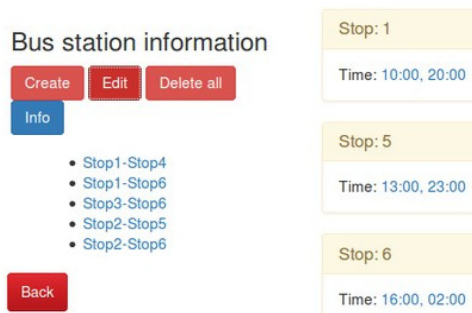 Bus station information
Create Edit Delete all
Info
Stop1-Stop4
Stop1-Stop6
Stop3-Stop6
Stop2-Stop5
Stop2-Stop6
Back
Stop: 1
Time: 10:00, 20:00
Stop: 5
Time: 13:00, 23:00
Stop: 6
Time: 16:00, 02:00